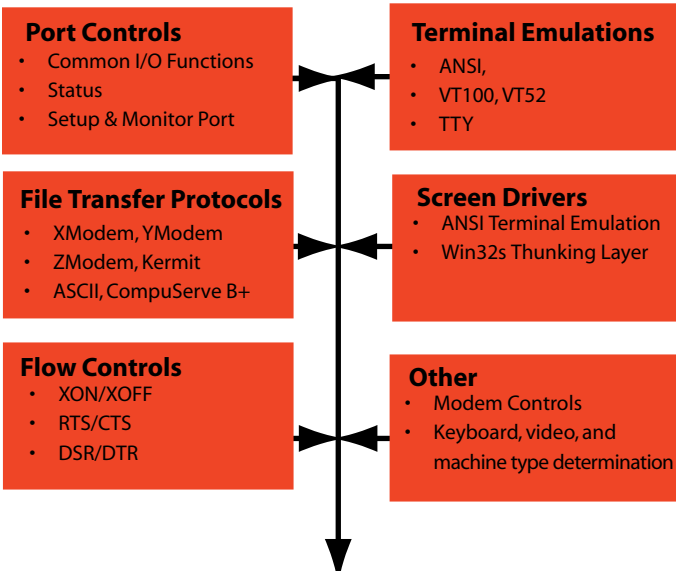 Port Controls
• Common I/O Functions
• Status
• Setup & Monitor Port
Terminal Emulations
• ANSI,
• VT100, VT52
• TTY
File Transfer Protocols
• XModem, YModem
• ZModem, Kermit
• ASCII, CompuServe B+
Screen Drivers
• ANSI Terminal Emulation
• Win32s Thunking Layer
Flow Controls
• XON/XOFF
• RTS/CTS
• DSR/DTR
Other
• Modem Controls
• Keyboard, video, and
machine type determination